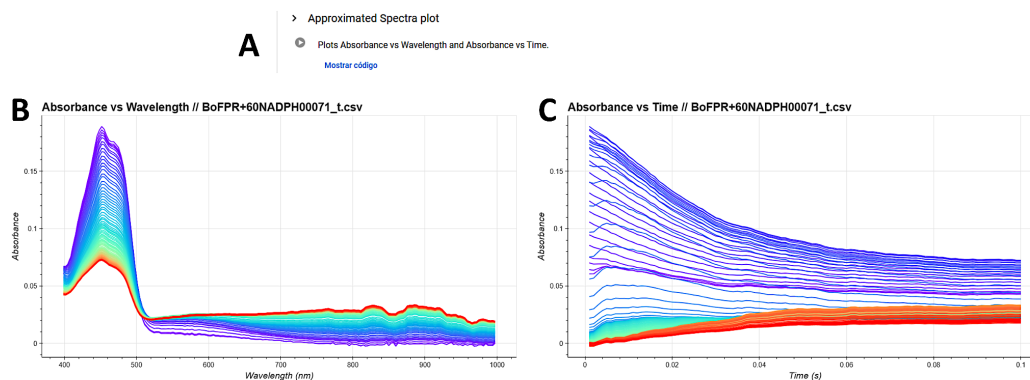 A
Approximated Spectra plot
Plots Absorbance vs Wavelength and Absorbance vs Time.
Mostrar código
B
Absorbance vs Wavelength // BoFPR+60NADPH00071_t.csv
Absorbance
0.15
0.1
0.05
0
400
500
600
700
800
900
1000
Wavelength (nm)
C
Absorbance vs Time // BoFPR+60NADPH00071_t.csv
Absorbance
0.15
0.1
0.05
0
0
0.02
0.04
0.06
0.08
0.1
Time (s)